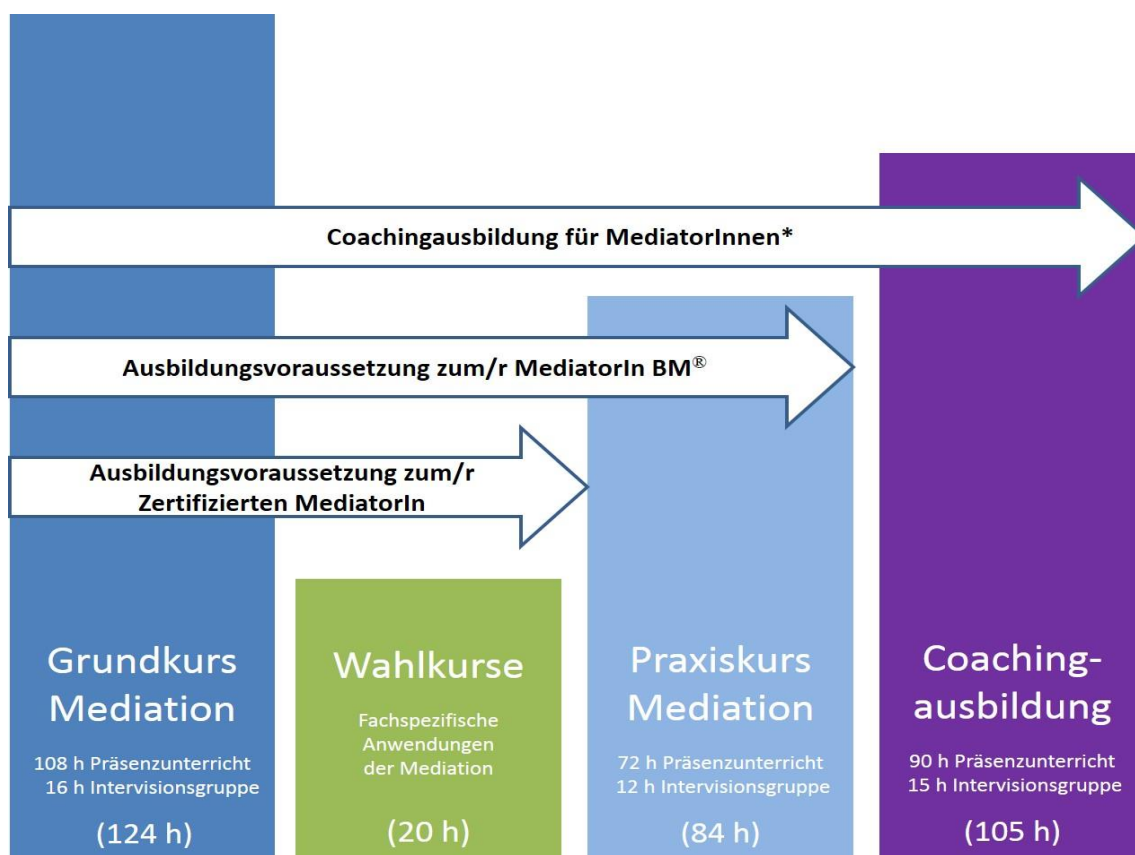 Coachingausbildung für MediatorInnen*
Ausbildungsvoraussetzung zum/r MediatorIn BM®
Ausbildungsvoraussetzung zum/r
Zertifizierten MediatorIn
Grundkurs
Mediation
108 h Präsenzunterricht
16 h Intervisionsgruppe
(124 h)
Wahlkurse
Fachspezifische
Anwendungen
der Mediation
(20 h)
Praxiskurs
Mediation
72 h Präsenzunterricht
12 h Intervisionsgruppe
(84 h)
Coaching-
ausbildung
90 h Präsenzunterricht
15 h Intervisionsgruppe
(105 h)